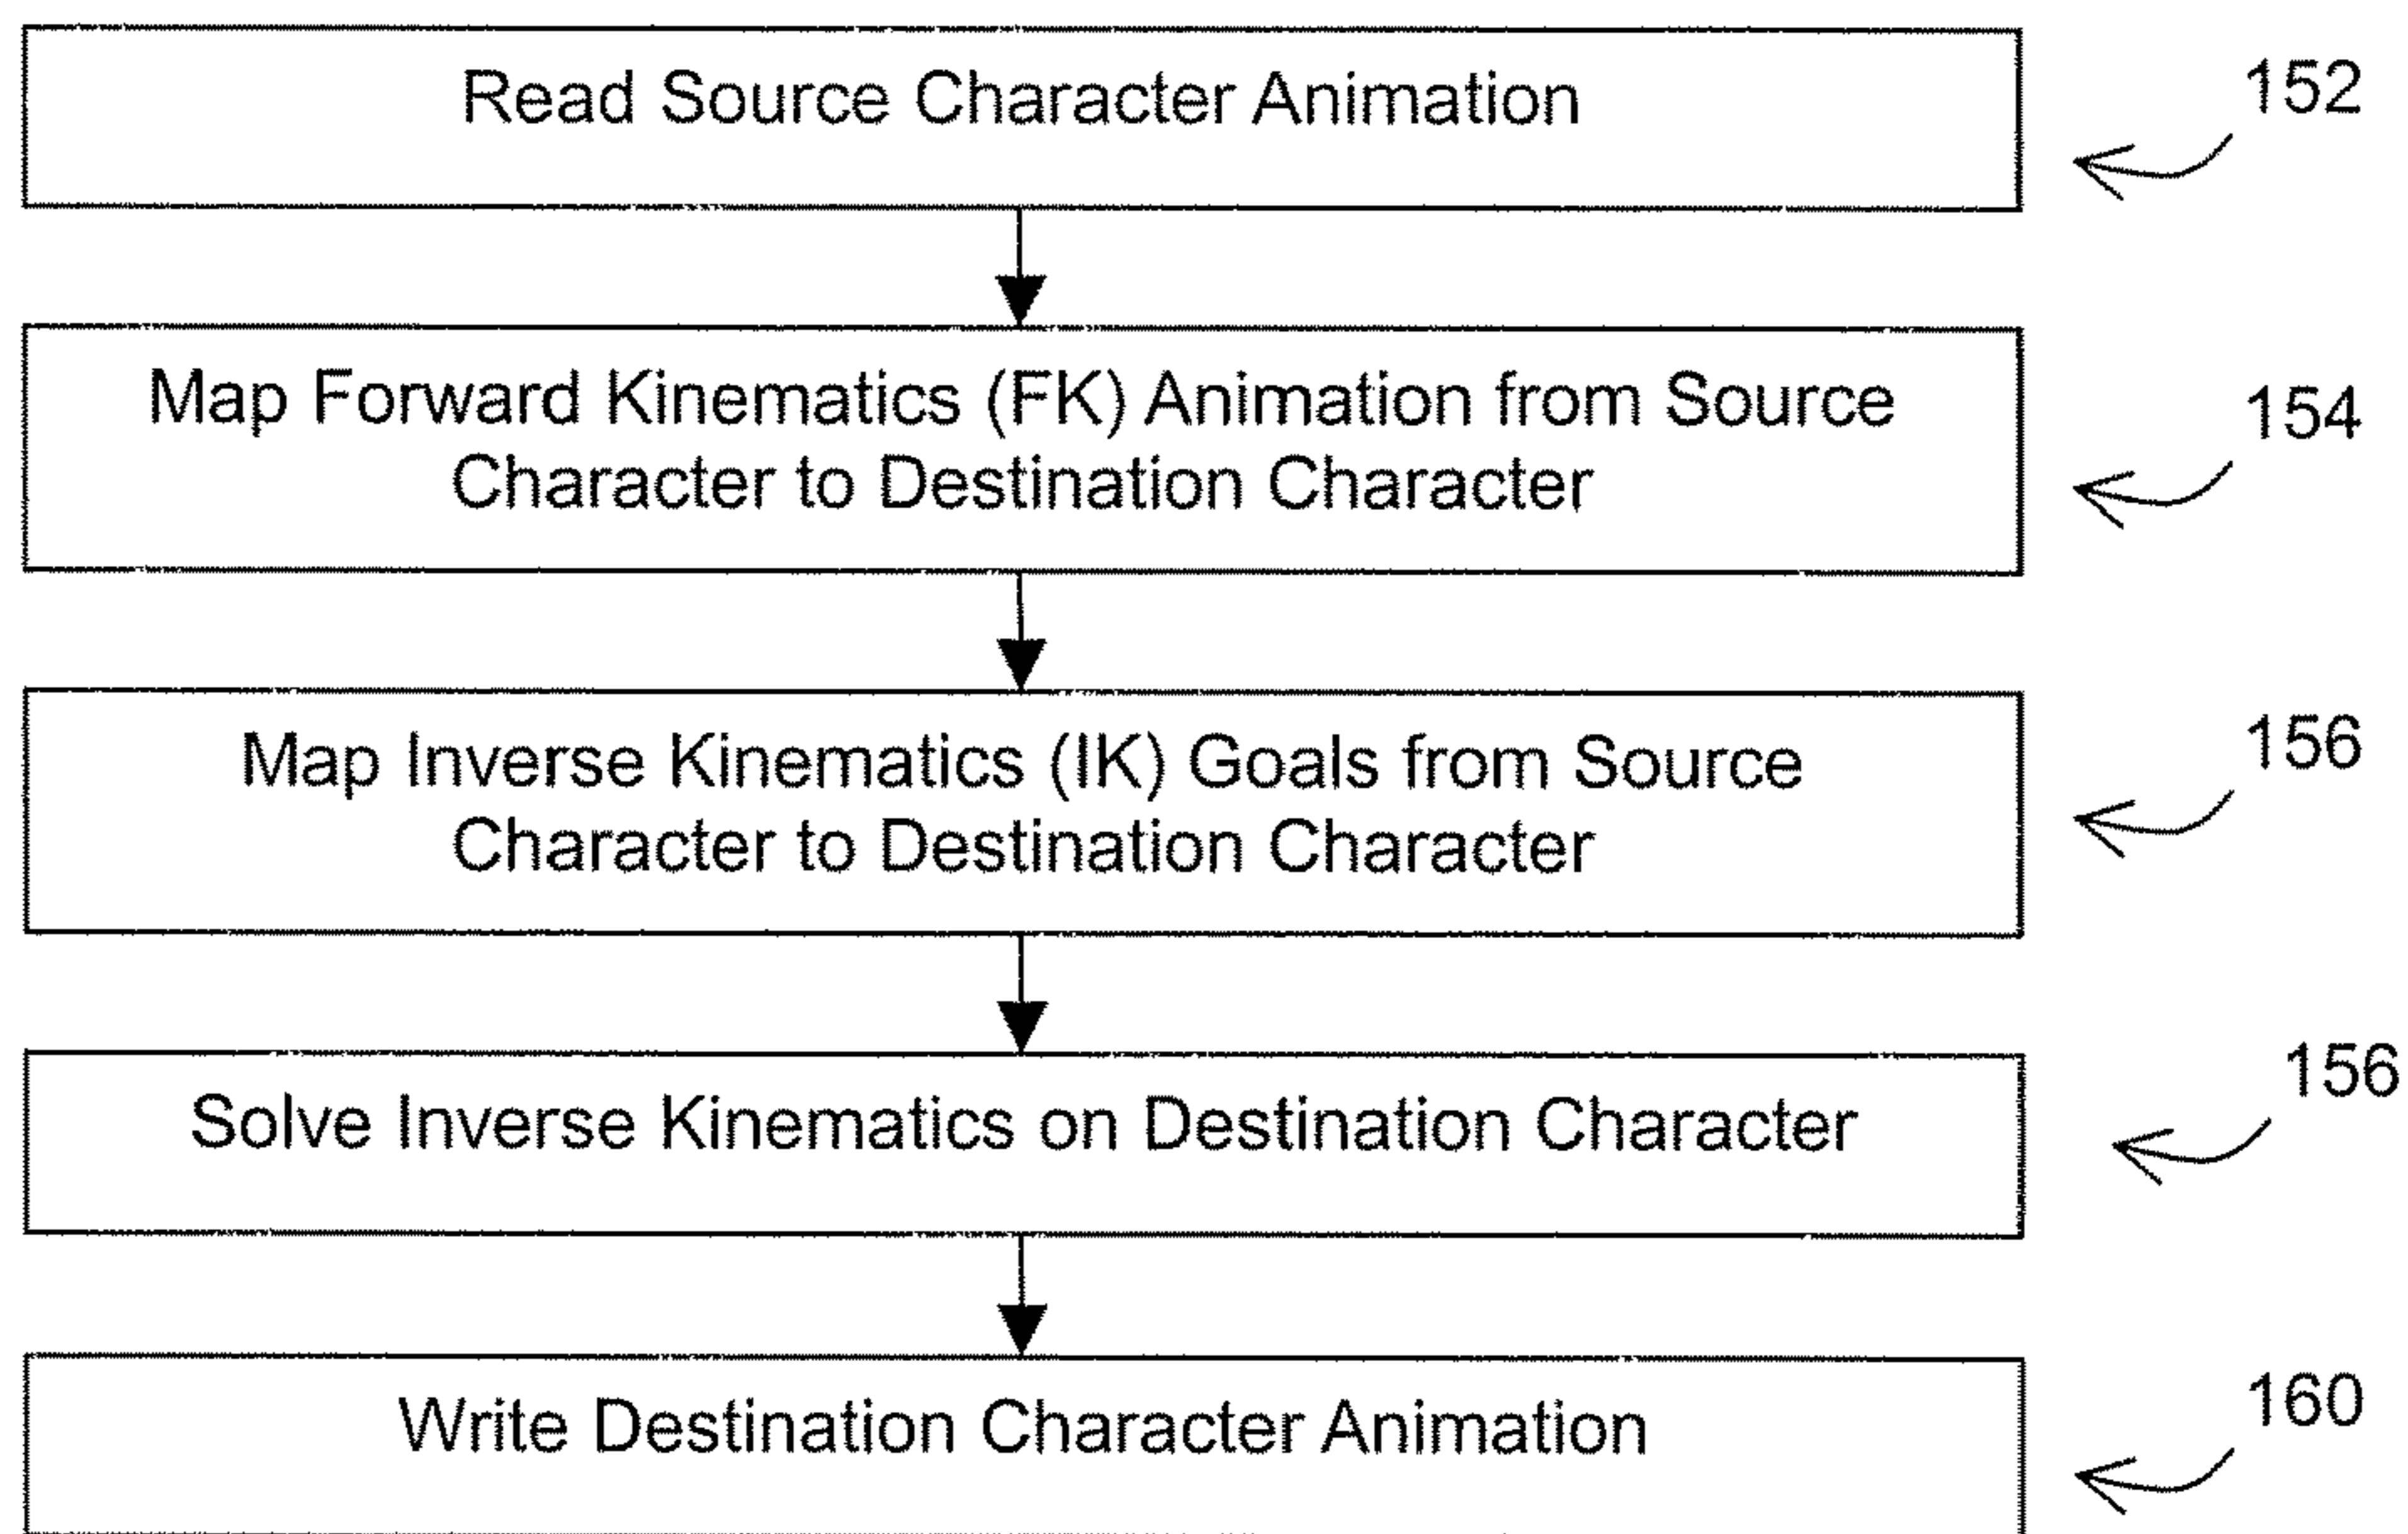 Read Source Character Animation
152
Map Forward Kinematics (FK) Animation from Source
Character to Destination Character
154
Map Inverse Kinematics (IK) Goals from Source
Character to Destination Character
156
Solve Inverse Kinematics on Destination Character
156
Write Destination Character Animation
160